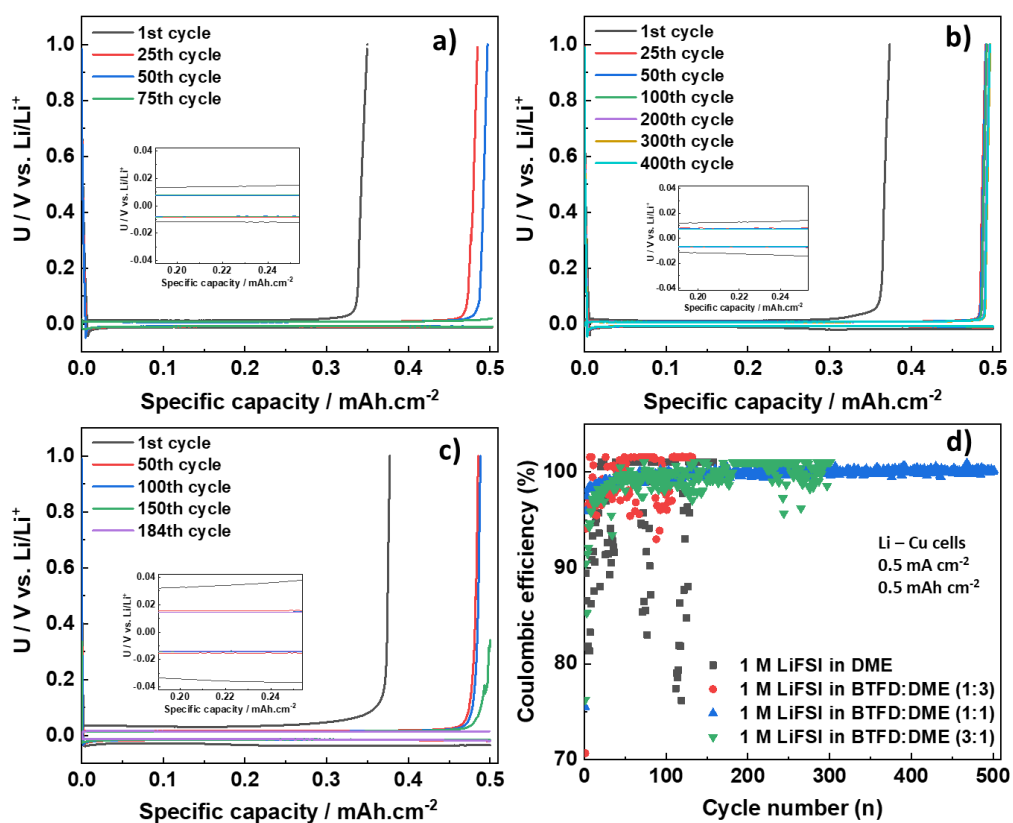 a)
1st cycle
25th cycle
50th cycle
75th cycle
U / V vs. Li/Li⁺
1.0
0.8
0.6
0.4
0.2
0.0
0.0 0.1 0.2 0.3 0.4 0.5
Specific capacity / mAh.cm⁻²
U / V vs. Li/Li⁺
0.04
0.02
0.00
-0.02
-0.04
0.20 0.22 0.24
Specific capacity / mAh.cm⁻²
b)
1st cycle
25th cycle
50th cycle
100th cycle
200th cycle
300th cycle
400th cycle
U / V vs. Li/Li⁺
1.0
0.8
0.6
0.4
0.2
0.0
0.0 0.1 0.2 0.3 0.4 0.5
Specific capacity / mAh.cm⁻²
U / V vs. Li/Li⁺
0.04
0.02
0.00
-0.02
-0.04
0.20 0.22 0.24
Specific capacity / mAh.cm⁻²
c)
1st cycle
50th cycle
100th cycle
150th cycle
184th cycle
U / V vs. Li/Li⁺
1.0
0.8
0.6
0.4
0.2
0.0
0.0 0.1 0.2 0.3 0.4 0.5
Specific capacity / mAh.cm⁻²
U / V vs. Li/Li⁺
0.04
0.02
0.00
-0.02
-0.04
0.20 0.22 0.24
Specific capacity / mAh.cm⁻²
d)
Coulombic efficiency (%)
100
90
80
70
Li – Cu cells
0.5 mA cm⁻²
0.5 mAh cm⁻²
1 M LiFSI in DME
1 M LiFSI in BTFD:DME (1:3)
1 M LiFSI in BTFD:DME (1:1)
1 M LiFSI in BTFD:DME (3:1)
0 100 200 300 400 500
Cycle number (n)